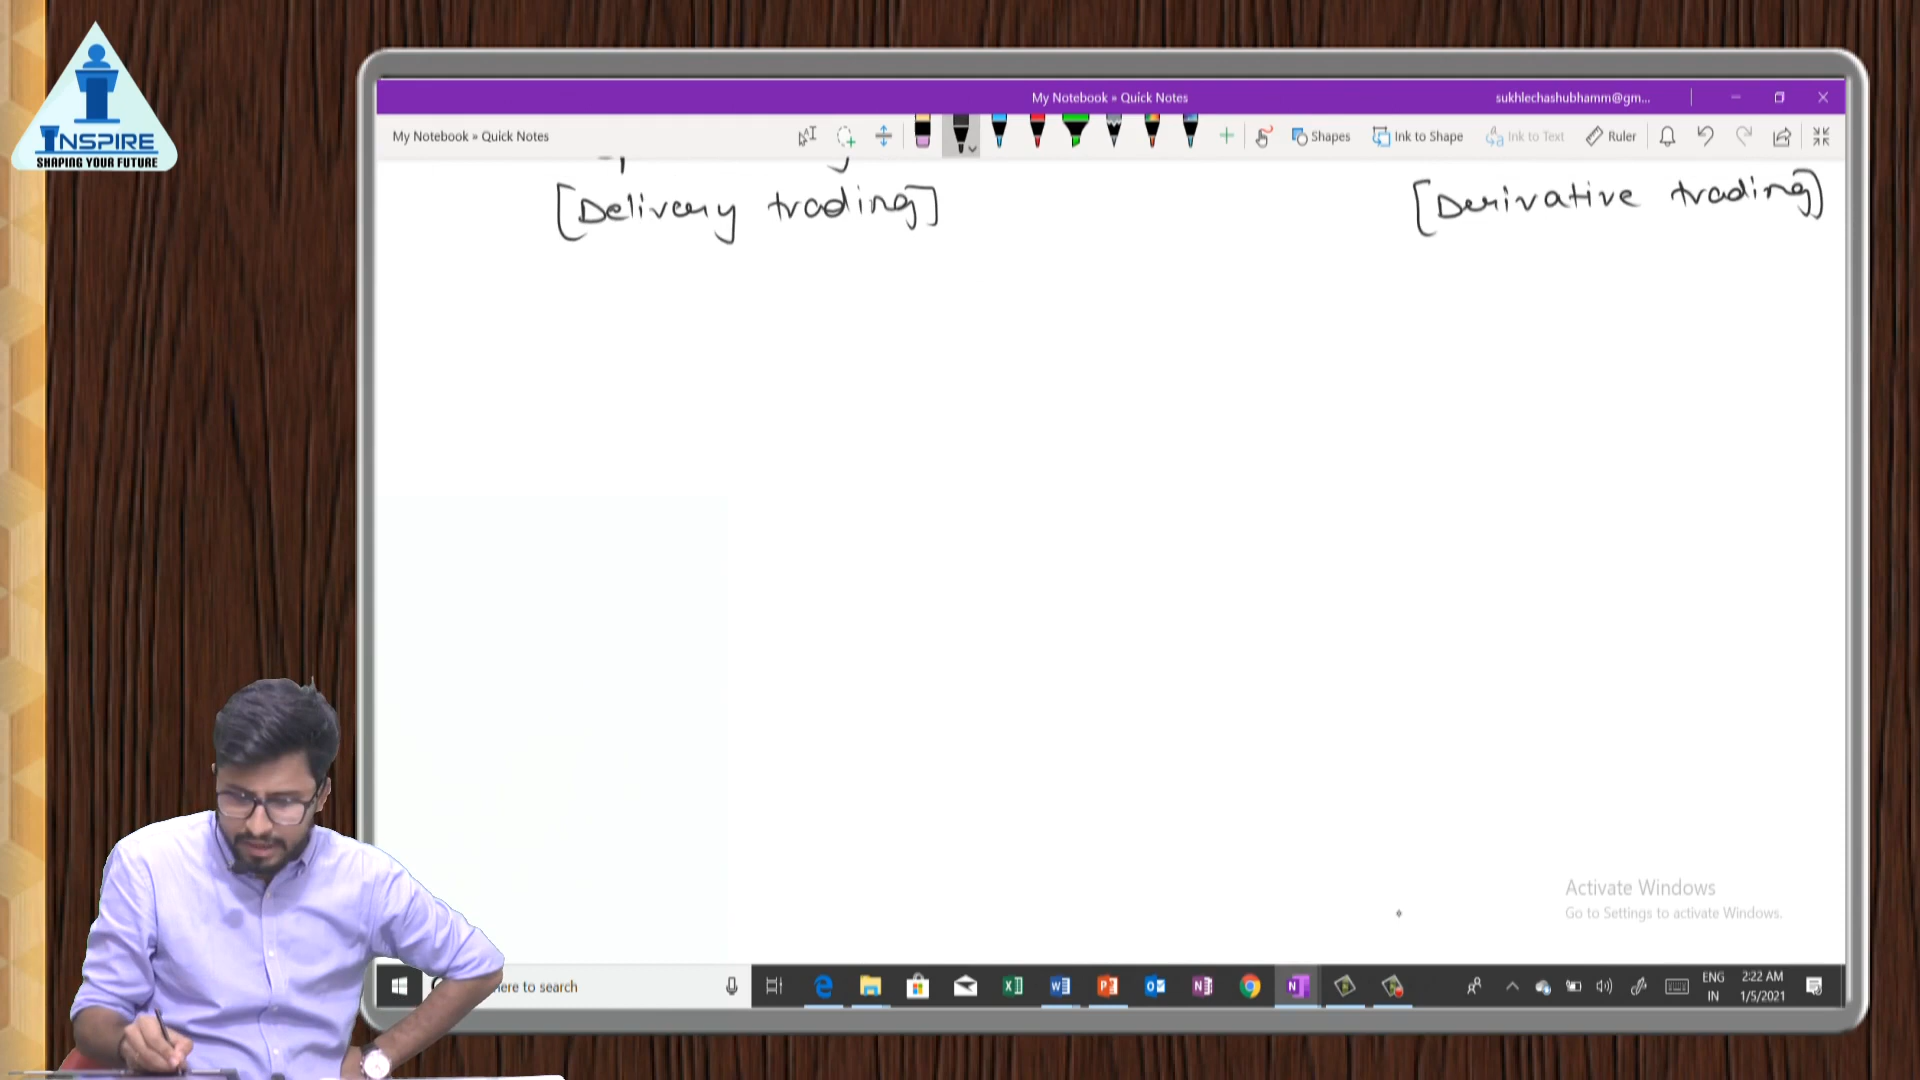 INSPIRE
SHAPING YOUR FUTURE
My Notebook » Quick Notes
sukhlechashubhamm@gm...
My Notebook » Quick Notes
Shapes
Ink to Shape
Ink to Text
Ruler
[Delivery trading]
[Derivative trading]
Activate Windows
Go to Settings to activate Windows.
here to search
ENG
IN
2:22 AM
1/5/2021